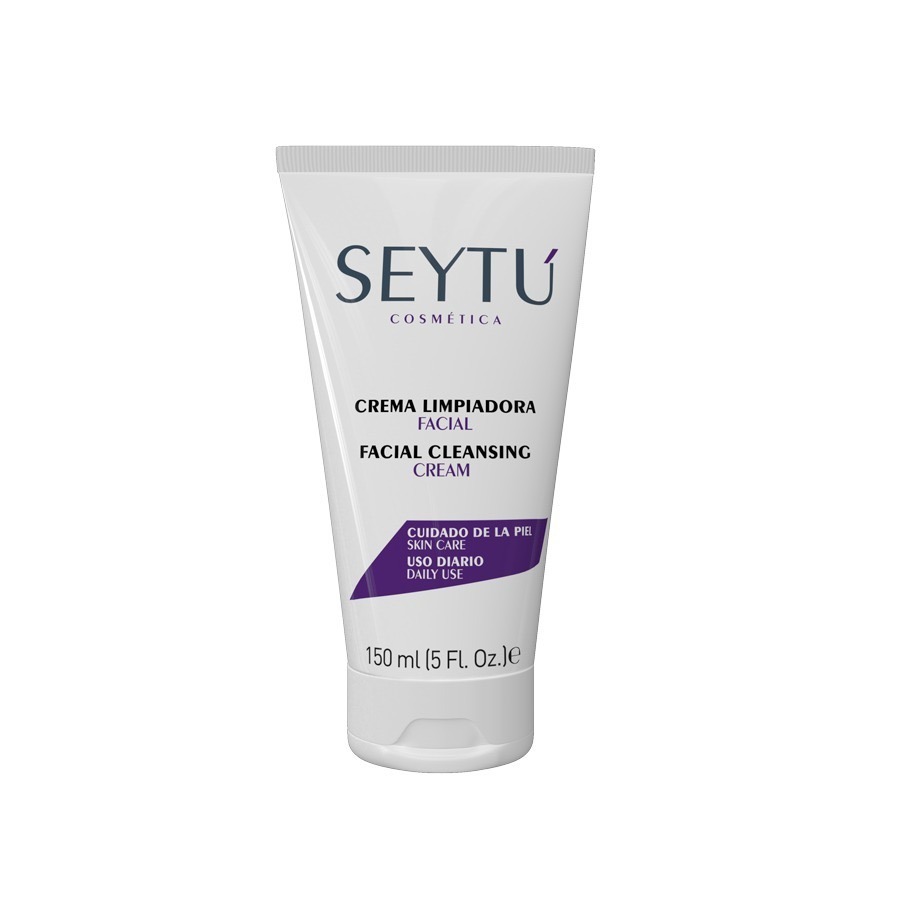 SEYTÚ
COSMÉTICA
CREMA LIMPIADORA
FACIAL
FACIAL CLEANSING
CREAM
CUIDADO DE LA PIEL
SKIN CARE
USO DIARIO
DAILY USE
150 ml (5 Fl. Oz.)℮